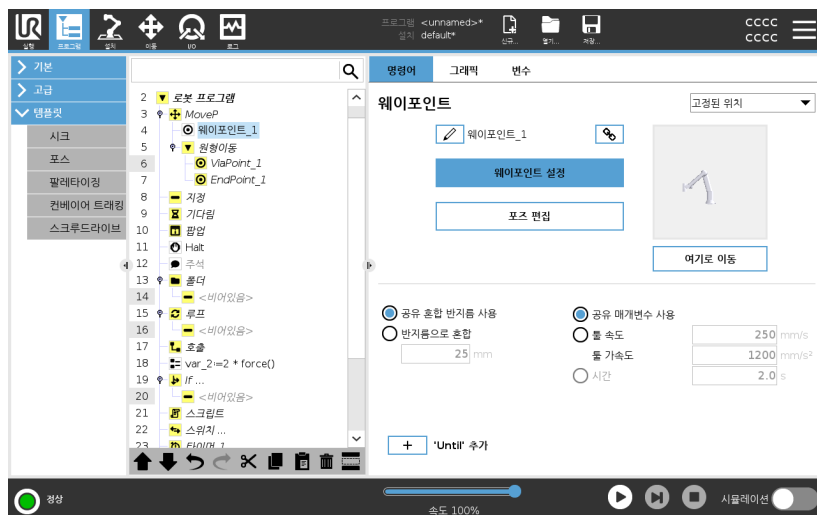 UR
실행 프로그램 설치 이동 I/O 로그
프로그램 <unnamed>*
설치 default*
신규... 열기... 저장...
cccc
cccc
기본
고급
템플릿
시크
포스
팔레타이징
컨베이어 트래킹
스크루드라이브
2 로봇 프로그램
3 MoveP
4 웨이포인트_1
5 원형이동
6 ViaPoint_1
7 EndPoint_1
8 지정
9 기다림
10 팝업
11 Halt
12 주석
13 폴더
14 <비어있음>
15 루프
16 <비어있음>
17 호출
18 var_2≔2 * force()
19 If ...
20 <비어있음>
21 스크립트
22 스위치 ...
23 타이머_1
명령어 그래픽 변수
웨이포인트
고정된 위치
웨이포인트_1
웨이포인트 설정
포즈 편집
여기로 이동
공유 혼합 반지름 사용
반지름으로 혼합
25 mm
공유 매개변수 사용
툴 속도 250 mm/s
툴 가속도 1200 mm/s²
시간 2.0 s
+ 'Until' 추가
정상
속도 100%
시뮬레이션